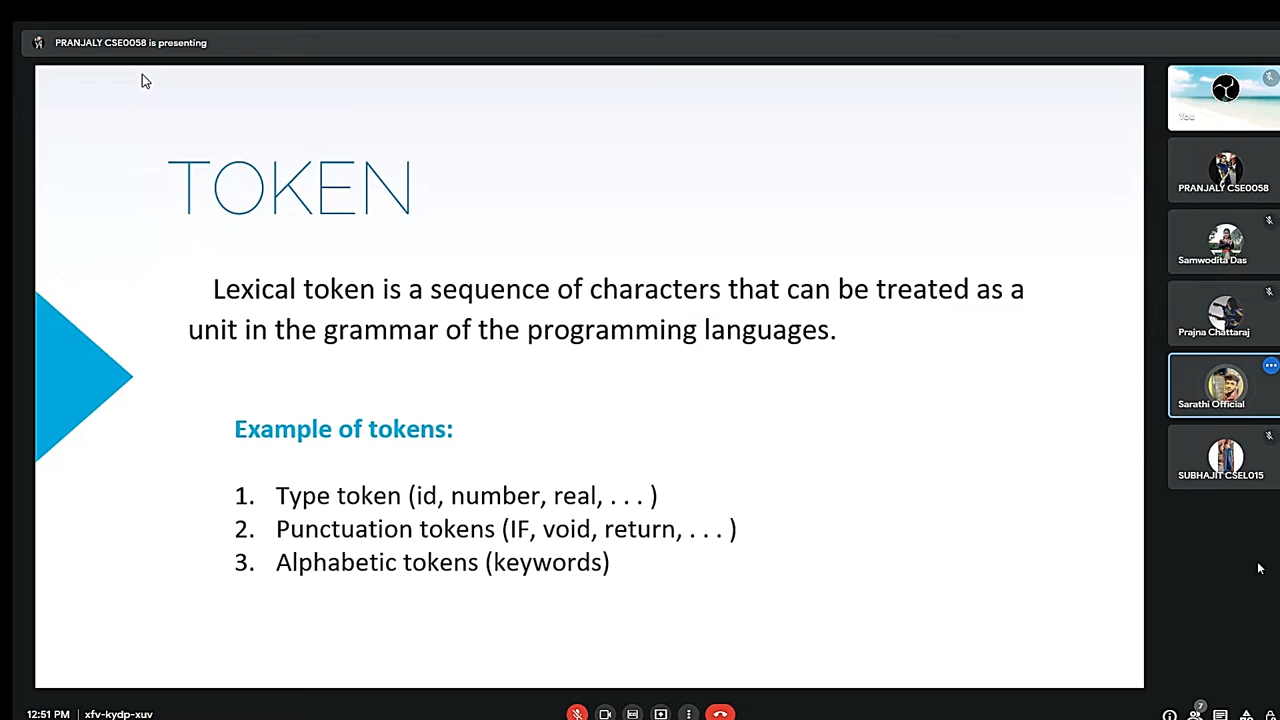 PRANJALY CSE0058 is presenting
TOKEN
Lexical token is a sequence of characters that can be treated as a
unit in the grammar of the programming languages.
Example of tokens:
1. Type token (id, number, real, . . . )
2. Punctuation tokens (IF, void, return, . . . )
3. Alphabetic tokens (keywords)
You
PRANJALY CSE0058
Samwodita Das
Prajna Chattaraj
Sarathi Official
SUBHAJIT CSEL015
12:51 PM | xfv-kydp-xuv
7